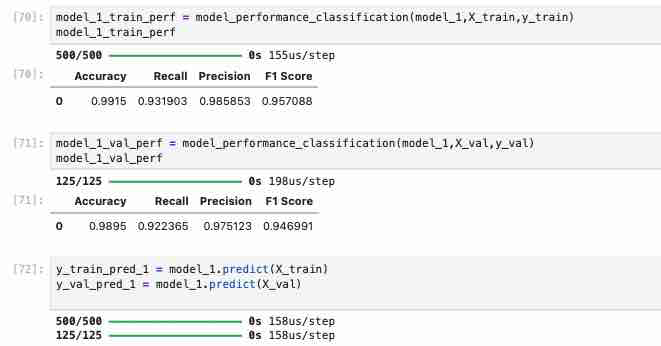 [70]: model_1_train_perf = model_performance_classification(model_1,X_train,y_train)
model_1_train_perf
500/500 0s 155us/step
[70]: Accuracy Recall Precision F1 Score
0 0.9915 0.931903 0.985853 0.957088
[71]: model_1_val_perf = model_performance_classification(model_1,X_val,y_val)
model_1_val_perf
125/125 0s 198us/step
[71]: Accuracy Recall Precision F1 Score
0 0.9895 0.922365 0.975123 0.946991
[72]: y_train_pred_1 = model_1.predict(X_train)
y_val_pred_1 = model_1.predict(X_val)
500/500 0s 158us/step
125/125 0s 158us/step